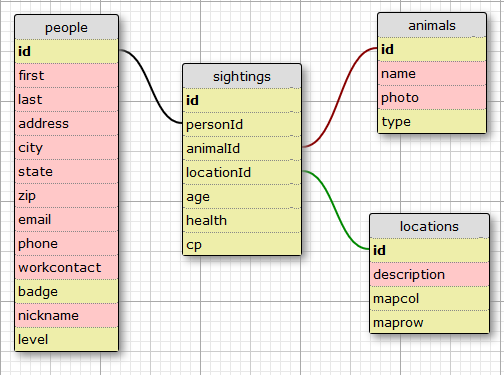 people
id
first
last
address
city
state
zip
email
phone
workcontact
badge
nickname
level
sightings
id
personId
animalId
locationId
age
health
cp
animals
id
name
photo
type
locations
id
description
mapcol
maprow